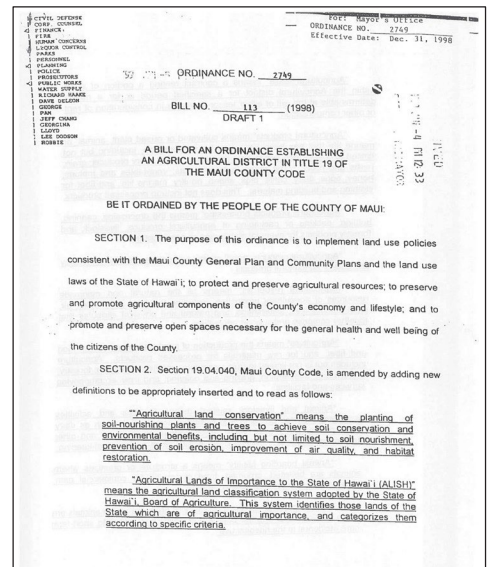 CIVIL DEFENSE
CORP. COUNSEL
FINANCE
FIRE
HUMAN CONCERNS
LIQUOR CONTROL
PARKS
PERSONNEL
PLANNING
POLICE
PROSECUTORS
PUBLIC WORKS
WATER SUPPLY
RICHARD HAAKE
DAVE DELEON
GEORGE
PAM
JEFF CHANG
GEORGINA
LLOYD
LEE DODSON
BOBBIE
For: Mayor's Office
ORDINANCE NO. 2749
Effective Date: Dec. 31, 1998
ORDINANCE NO. 2749
BILL NO. 113 (1998)
DRAFT 1
A BILL FOR AN ORDINANCE ESTABLISHING
AN AGRICULTURAL DISTRICT IN TITLE 19 OF
THE MAUI COUNTY CODE
BE IT ORDAINED BY THE PEOPLE OF THE COUNTY OF MAUI:
SECTION 1. The purpose of this ordinance is to implement land use policies
consistent with the Maui County General Plan and Community Plans and the land use
laws of the State of Hawai`i; to protect and preserve agricultural resources; to preserve
and promote agricultural components of the County's economy and lifestyle; and to
promote and preserve open spaces necessary for the general health and well being of
the citizens of the County.
SECTION 2. Section 19.04.040, Maui County Code, is amended by adding new
definitions to be appropriately inserted and to read as follows:
""Agricultural land conservation" means the planting of
soil-nourishing plants and trees to achieve soil conservation and
environmental benefits, including but not limited to soil nourishment,
prevention of soil erosion, improvement of air quality, and habitat
restoration.
"Agricultural Lands of Importance to the State of Hawai`i (ALISH)"
means the agricultural land classification system adopted by the State of
Hawai`i, Board of Agriculture. This system identifies those lands of the
State which are of agricultural importance, and categorizes them
according to specific criteria.